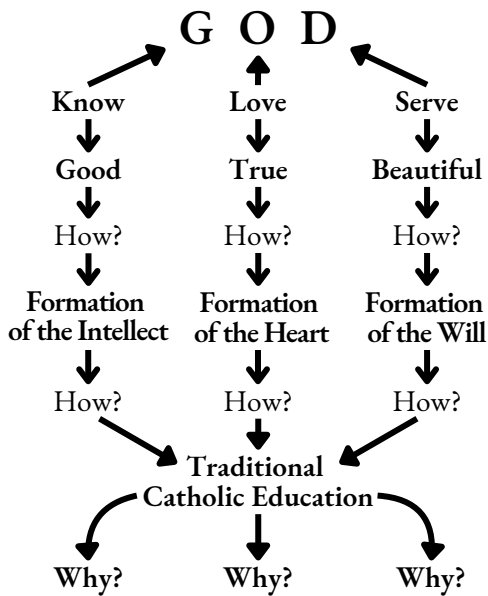 G O D
Know Love Serve
Good True Beautiful
How? How? How?
Formation Formation Formation
of the Intellect of the Heart of the Will
How? How? How?
Traditional
Catholic Education
Why? Why? Why?